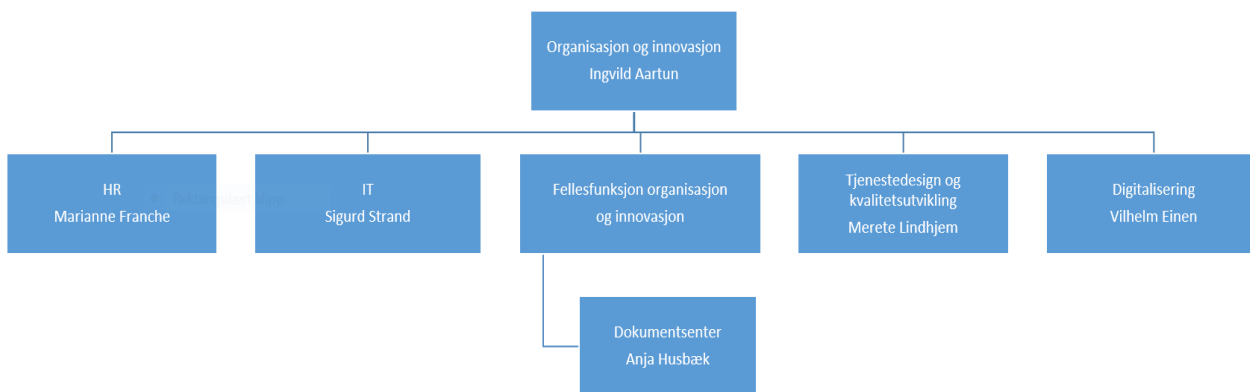 Organisasjon og innovasjon
Ingvild Aartun
HR
Marianne Franche
IT
Sigurd Strand
Fellesfunksjon organisasjon
og innovasjon
Tjenestedesign og
kvalitetsutvikling
Merete Lindhjem
Digitalisering
Vilhelm Einen
Dokumentsenter
Anja Husbæk